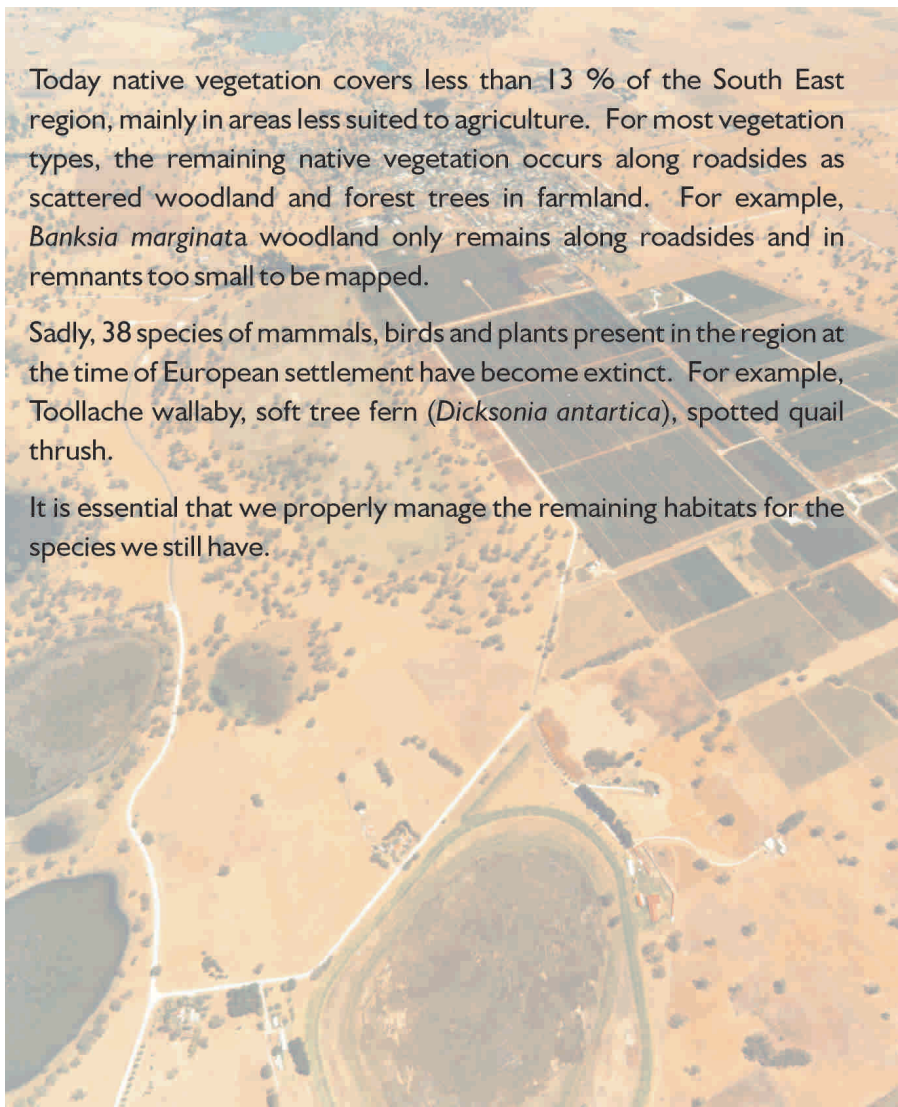 Today native vegetation covers less than 13 % of the South East
region, mainly in areas less suited to agriculture. For most vegetation
types, the remaining native vegetation occurs along roadsides as
scattered woodland and forest trees in farmland. For example,
Banksia marginata woodland only remains along roadsides and in
remnants too small to be mapped.
Sadly, 38 species of mammals, birds and plants present in the region at
the time of European settlement have become extinct. For example,
Toollache wallaby, soft tree fern (Dicksonia antartica), spotted quail
thrush.
It is essential that we properly manage the remaining habitats for the
species we still have.